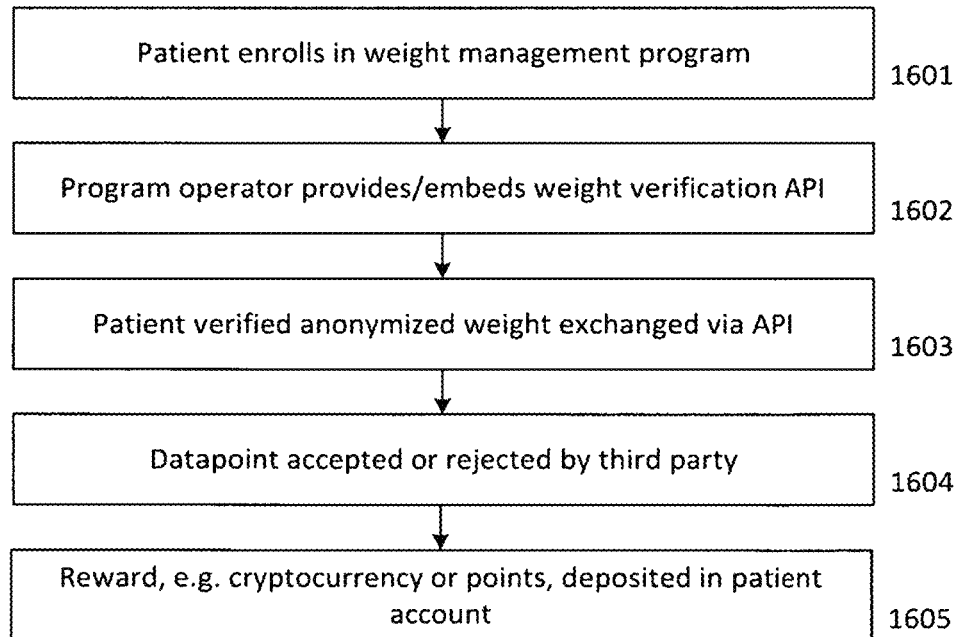 Patient enrolls in weight management program
1601
Program operator provides/embeds weight verification API
1602
Patient verified anonymized weight exchanged via API
1603
Datapoint accepted or rejected by third party
1604
Reward, e.g. cryptocurrency or points, deposited in patient
account
1605